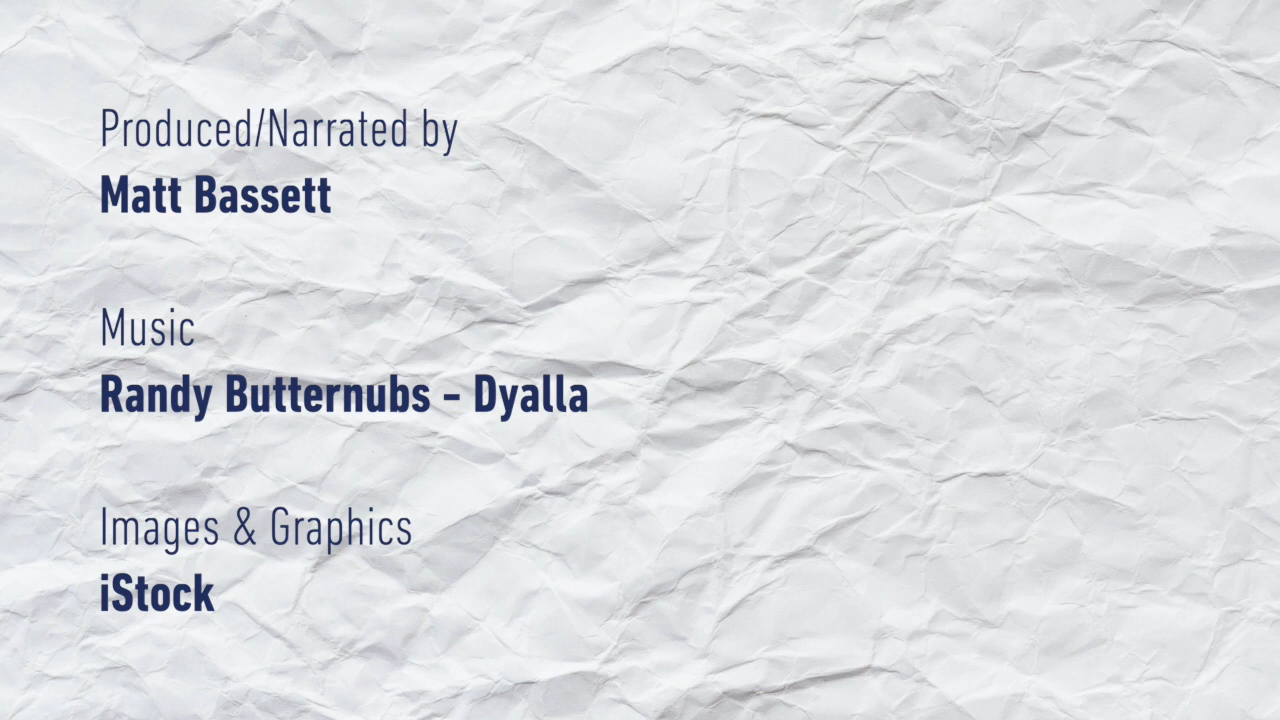 Produced/Narrated by
Matt Bassett
Music
Randy Butternubs – Dyalla
Images & Graphics
iStock